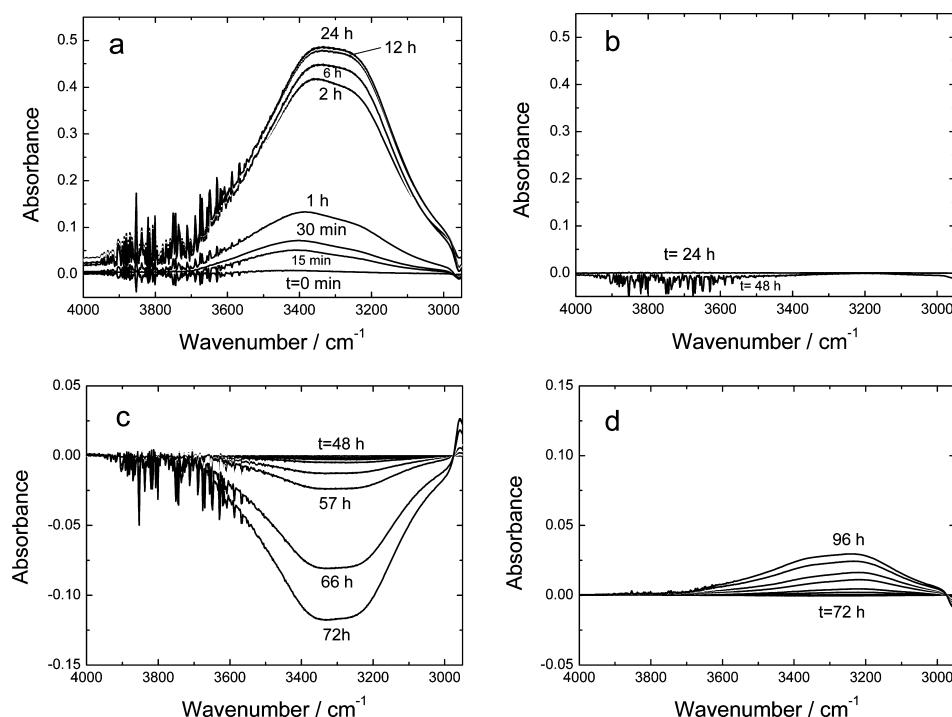 a
0.5
0.4
0.3
0.2
0.1
0.0
Absorbance
24 h
12 h
6 h
2 h
1 h
30 min
15 min
t=0 min
4000 3800 3600 3400 3200 3000
Wavenumber / cm⁻¹
b
0.5
0.4
0.3
0.2
0.1
0.0
Absorbance
t= 24 h
t= 48 h
4000 3800 3600 3400 3200 3000
Wavenumber / cm⁻¹
c
0.05
0.00
-0.05
-0.10
-0.15
Absorbance
t=48 h
57 h
66 h
72h
4000 3800 3600 3400 3200 3000
Wavenumber / cm⁻¹
d
0.15
0.10
0.05
0.00
-0.05
Absorbance
96 h
t=72 h
4000 3800 3600 3400 3200 3000
Wavenumber / cm⁻¹